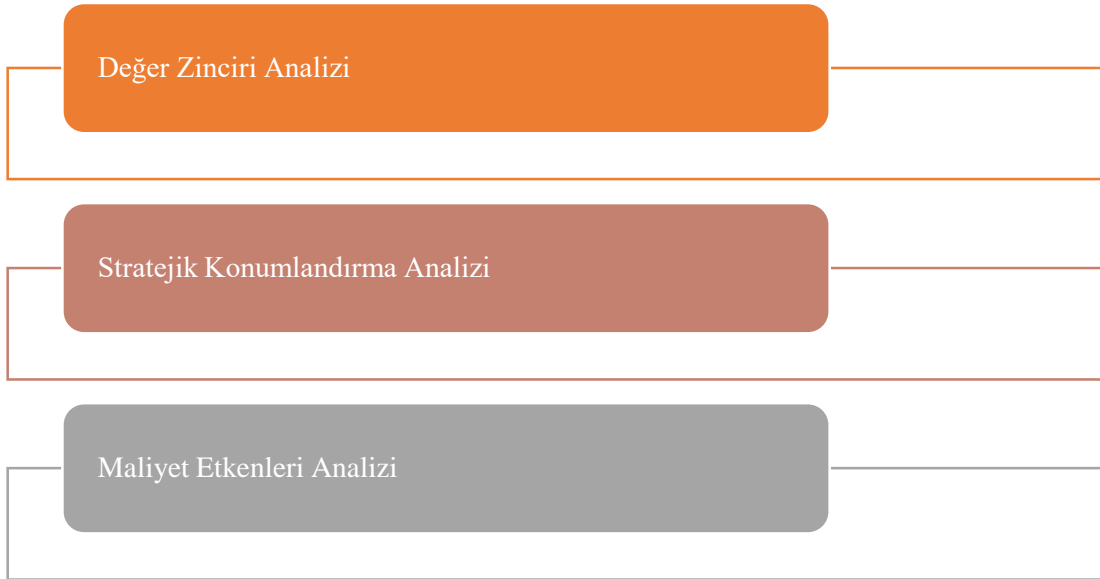 Değer Zinciri Analizi
Stratejik Konumlandırma Analizi
Maliyet Etkenleri Analizi